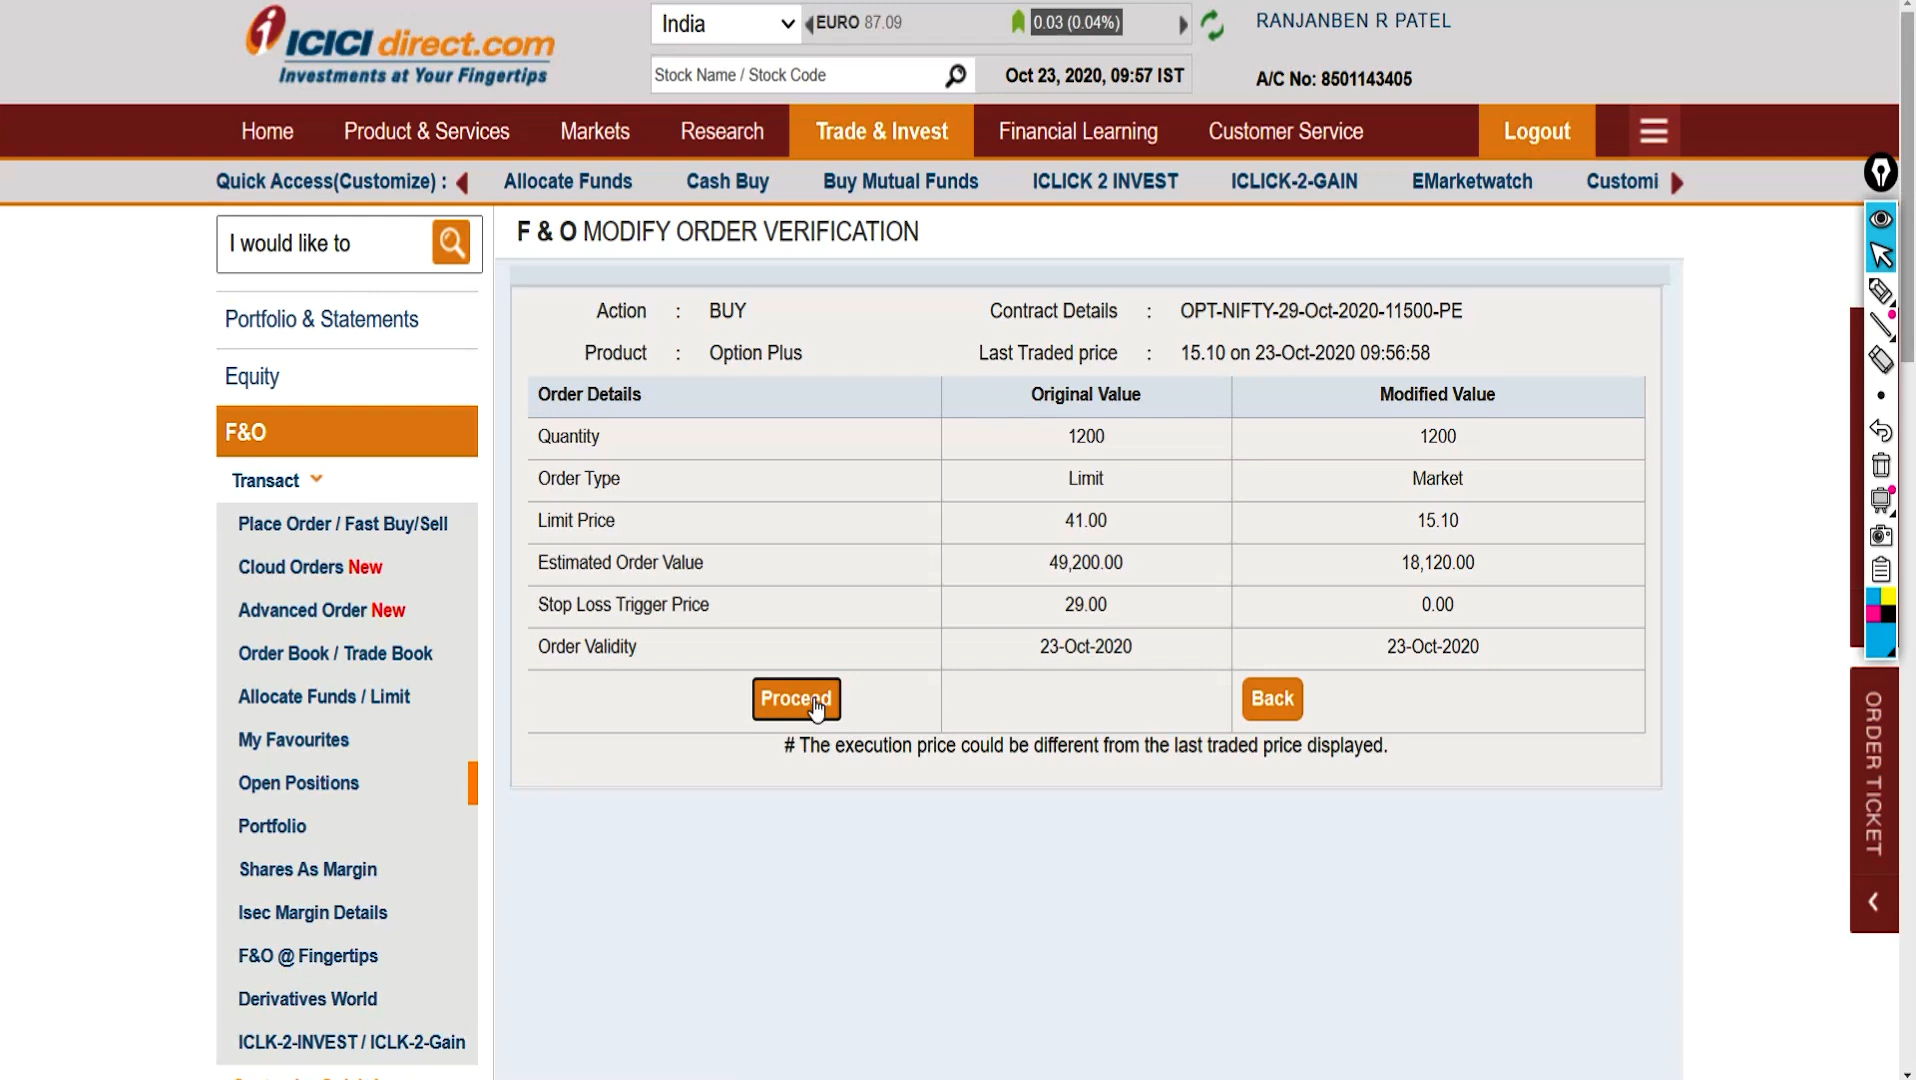 ICICI direct.com
Investments at Your Fingertips
India
EURO 87.09
0.03 (0.04%)
RANJANBEN R PATEL
Stock Name / Stock Code
Oct 23, 2020, 09:57 IST
A/C No: 8501143405
Home
Product & Services
Markets
Research
Trade & Invest
Financial Learning
Customer Service
Logout
Quick Access(Customize) :
Allocate Funds
Cash Buy
Buy Mutual Funds
ICLICK 2 INVEST
ICLICK-2-GAIN
EMarketwatch
Customi
I would like to
Portfolio & Statements
Equity
F&O
Transact
Place Order / Fast Buy/Sell
Cloud Orders New
Advanced Order New
Order Book / Trade Book
Allocate Funds / Limit
My Favourites
Open Positions
Portfolio
Shares As Margin
Isec Margin Details
F&O @ Fingertips
Derivatives World
ICLK-2-INVEST / ICLK-2-Gain
F & O MODIFY ORDER VERIFICATION
Action : BUY
Contract Details : OPT-NIFTY-29-Oct-2020-11500-PE
Product : Option Plus
Last Traded price : 15.10 on 23-Oct-2020 09:56:58
Order Details Original Value Modified Value
Quantity 1200 1200
Order Type Limit Market
Limit Price 41.00 15.10
Estimated Order Value 49,200.00 18,120.00
Stop Loss Trigger Price 29.00 0.00
Order Validity 23-Oct-2020 23-Oct-2020
Proceed
Back
# The execution price could be different from the last traded price displayed.
ORDER TICKET